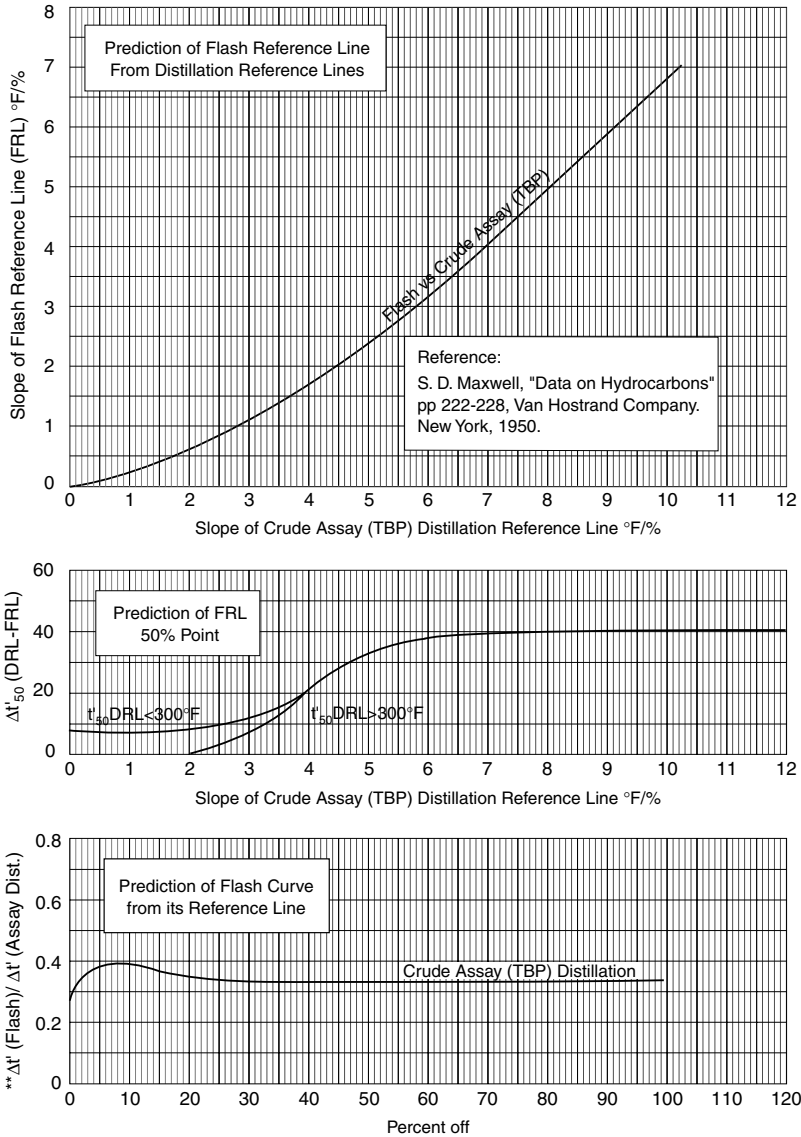 8
7
6
5
4
3
2
1
0
Slope of Flash Reference Line (FRL) °F/%
Prediction of Flash Reference Line
From Distillation Reference Lines
Flash vs Crude Assay (TBP)
Reference:
S. D. Maxwell, "Data on Hydrocarbons"
pp 222-228, Van Hostrand Company.
New York, 1950.
0 1 2 3 4 5 6 7 8 9 10 11 12
Slope of Crude Assay (TBP) Distillation Reference Line °F/%
60
40
20
0
Δt'50 (DRL-FRL)
Prediction of FRL
50% Point
t'50DRL<300°F
t'50DRL>300°F
0 1 2 3 4 5 6 7 8 9 10 11 12
Slope of Crude Assay (TBP) Distillation Reference Line °F/%
0.8
0.6
0.4
0.2
0
**Δt' (Flash)/ Δt' (Assay Dist.)
Prediction of Flash Curve
from its Reference Line
Crude Assay (TBP) Distillation
0 10 20 30 40 50 60 70 80 90 100 110 120
Percent off